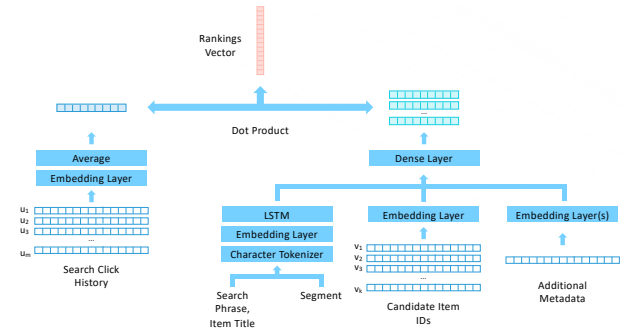 Rankings
Vector
Dot Product
Average
Embedding Layer
u1
u2
u3
...
um
Search Click
History
...
Dense Layer
LSTM
Embedding Layer
Character Tokenizer
Search
Phrase,
Item Title
Segment
Embedding Layer
v1
v2
v3
...
vk
Candidate Item
IDs
Embedding Layer(s)
Additional
Metadata